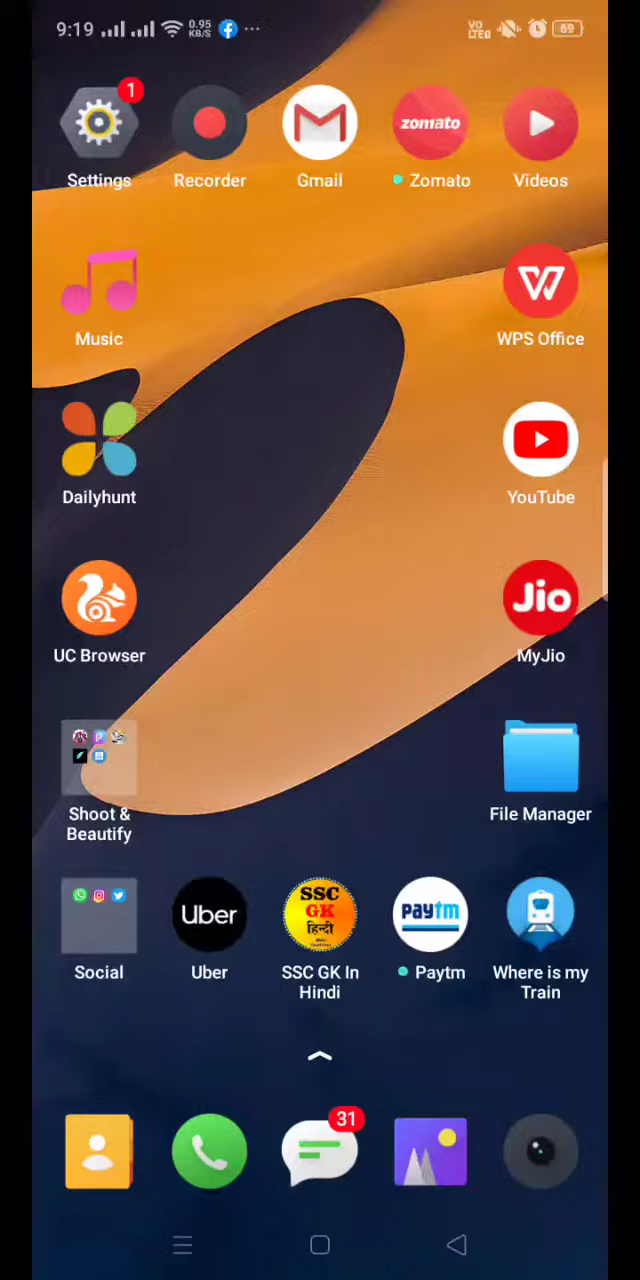 9:19 0.95 KB/S VO LTE 69
1
zomato
Settings Recorder Gmail Zomato Videos
Music WPS Office
Dailyhunt YouTube
Jio
UC Browser MyJio
Shoot & Beautify File Manager
Uber SSC GK हिन्दी Paytm
Social Uber SSC GK In Hindi Paytm Where is my Train
31